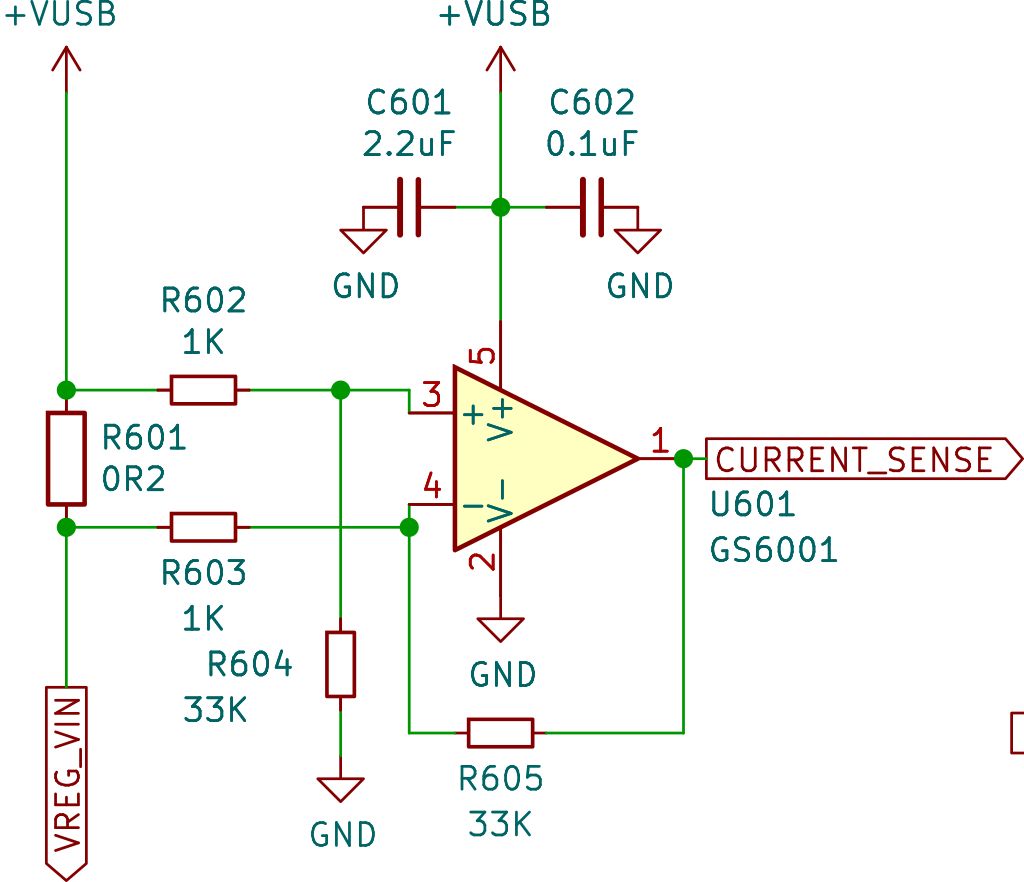 +VUSB
+VUSB
C601
2.2uF
C602
0.1uF
GND
GND
R602
1K
5
3
+
V+
R601
0R2
1
CURRENT_SENSE
4
-
V-
U601
GS6001
2
R603
1K
GND
R604
33K
VREG_VIN
R605
33K
GND